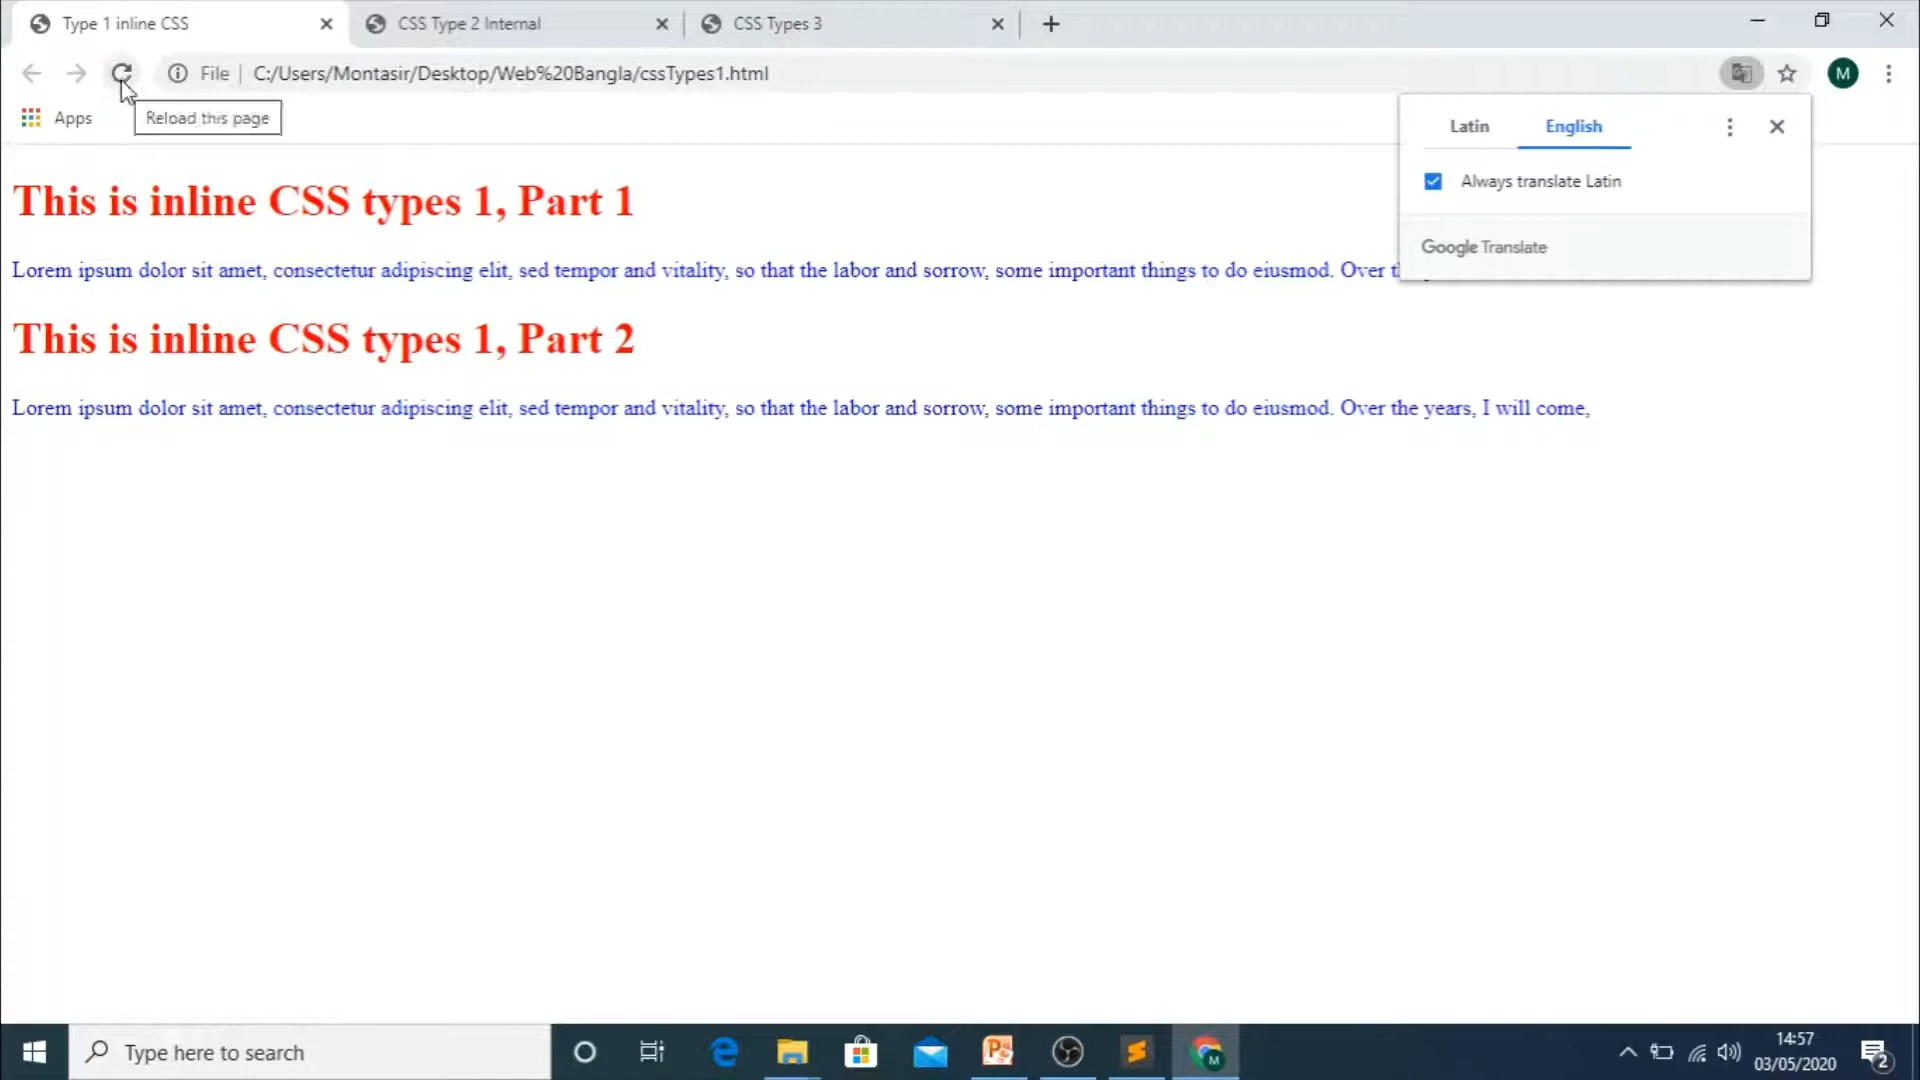 Type 1 inline CSS
CSS Type 2 Internal
CSS Types 3
File
C:/Users/Montasir/Desktop/Web%20Bangla/cssTypes1.html
M
Apps
Reload this page
Latin
English
Always translate Latin
Google Translate
This is inline CSS types 1, Part 1
Lorem ipsum dolor sit amet, consectetur adipiscing elit, sed tempor and vitality, so that the labor and sorrow, some important things to do eiusmod. Over
This is inline CSS types 1, Part 2
Lorem ipsum dolor sit amet, consectetur adipiscing elit, sed tempor and vitality, so that the labor and sorrow, some important things to do eiusmod. Over the years, I will come,
Type here to search
M
14:57
03/05/2020
2